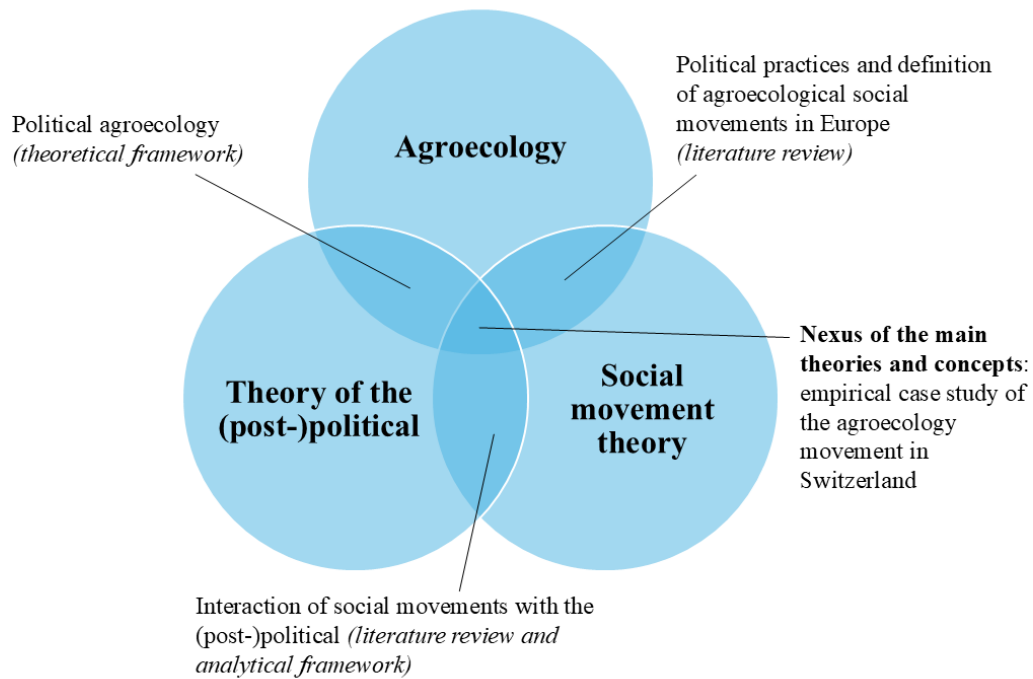 Political practices and definition
of agroecological social
movements in Europe
(literature review)
Political agroecology
(theoretical framework)
Agroecology
Theory of the
(post-)political
Social
movement
theory
Nexus of the main
theories and concepts:
empirical case study of
the agroecology
movement in
Switzerland
Interaction of social movements with the
(post-)political (literature review and
analytical framework)